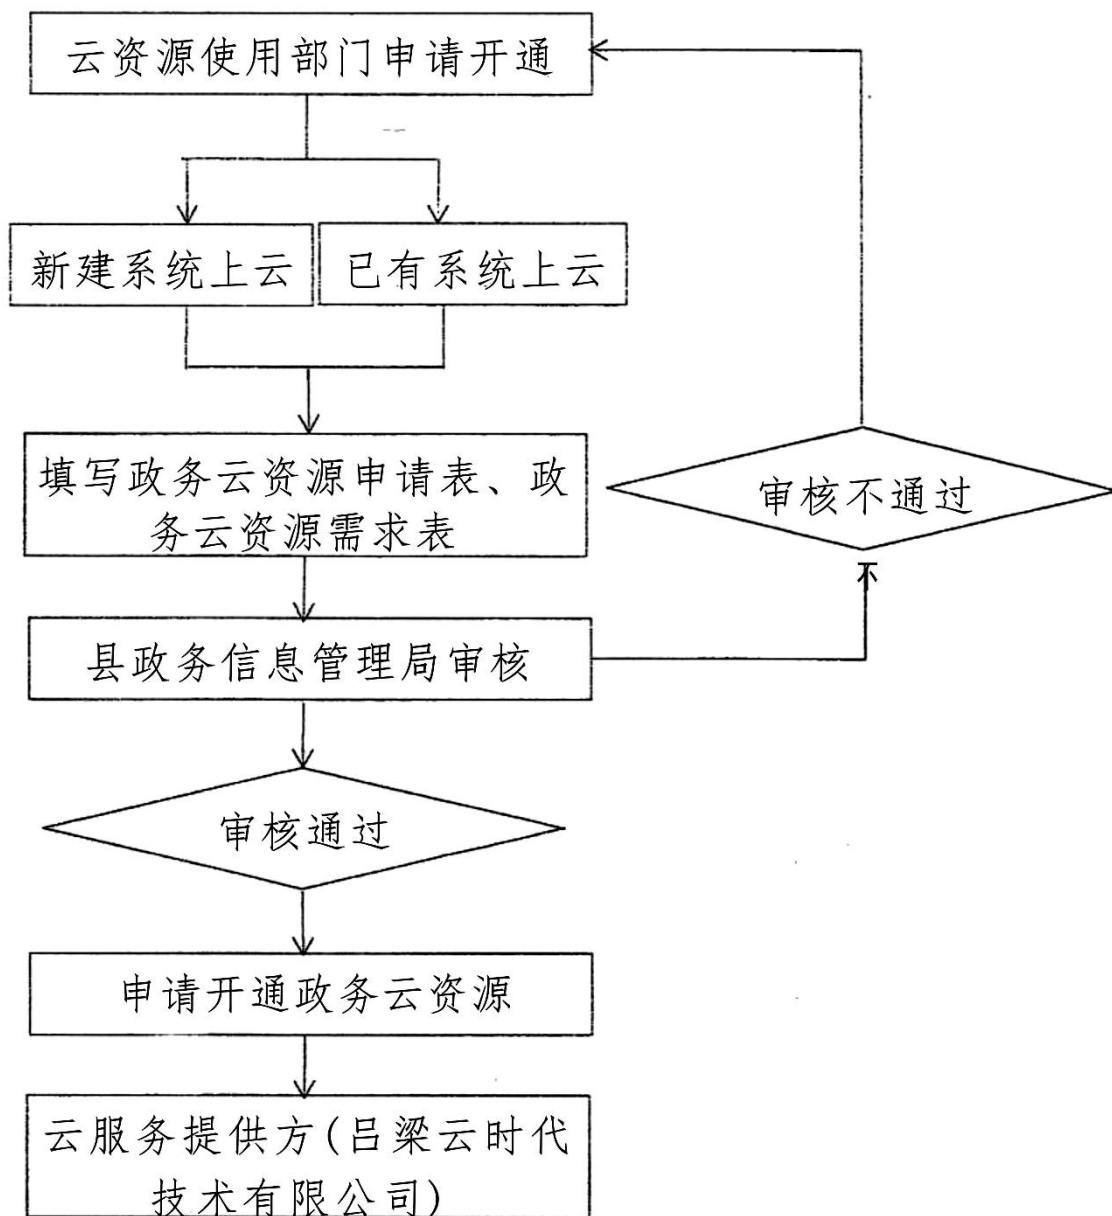 云资源使用部门申请开通
新建系统上云
已有系统上云
填写政务云资源申请表、政
务云资源需求表
审核不通过
县政务信息管理局审核
审核通过
申请开通政务云资源
云服务提供方(吕梁云时代
技术有限公司)